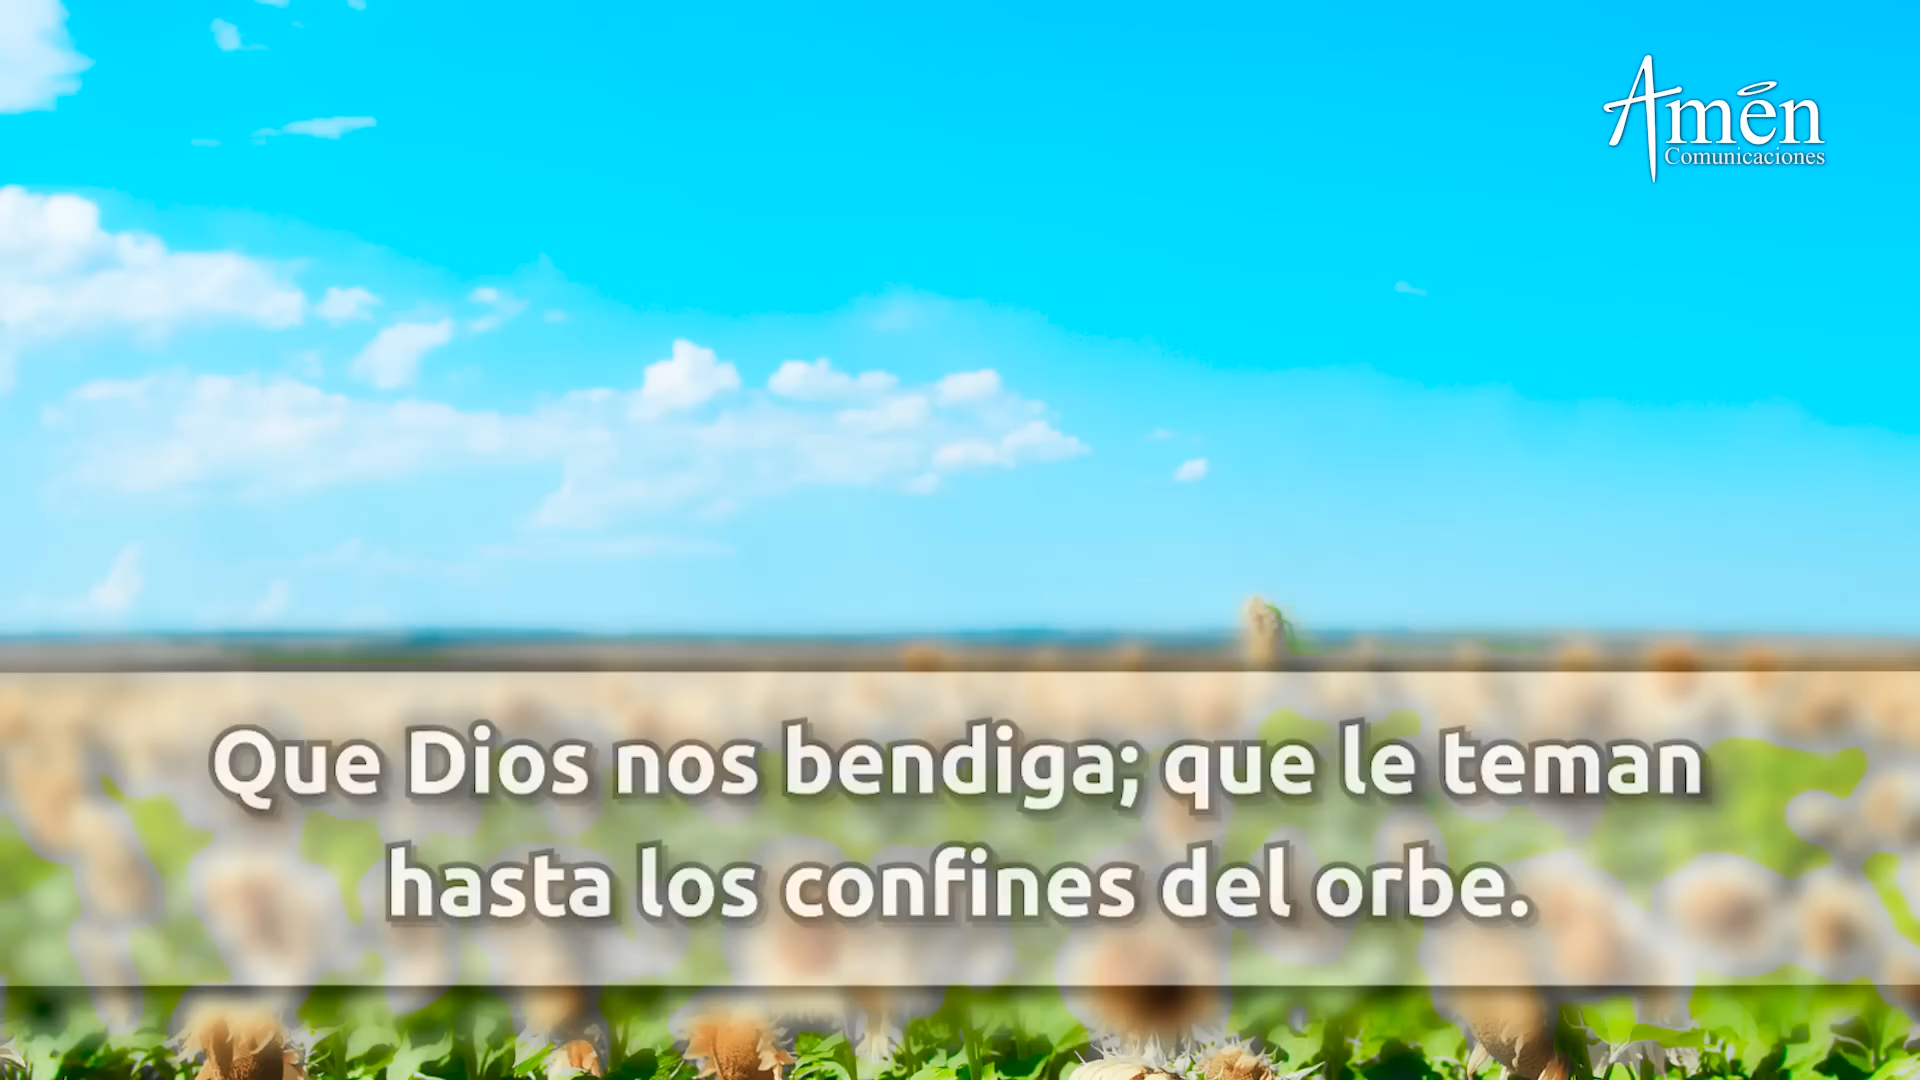 Amén
Comunicaciones
Que Dios nos bendiga; que le teman
hasta los confines del orbe.